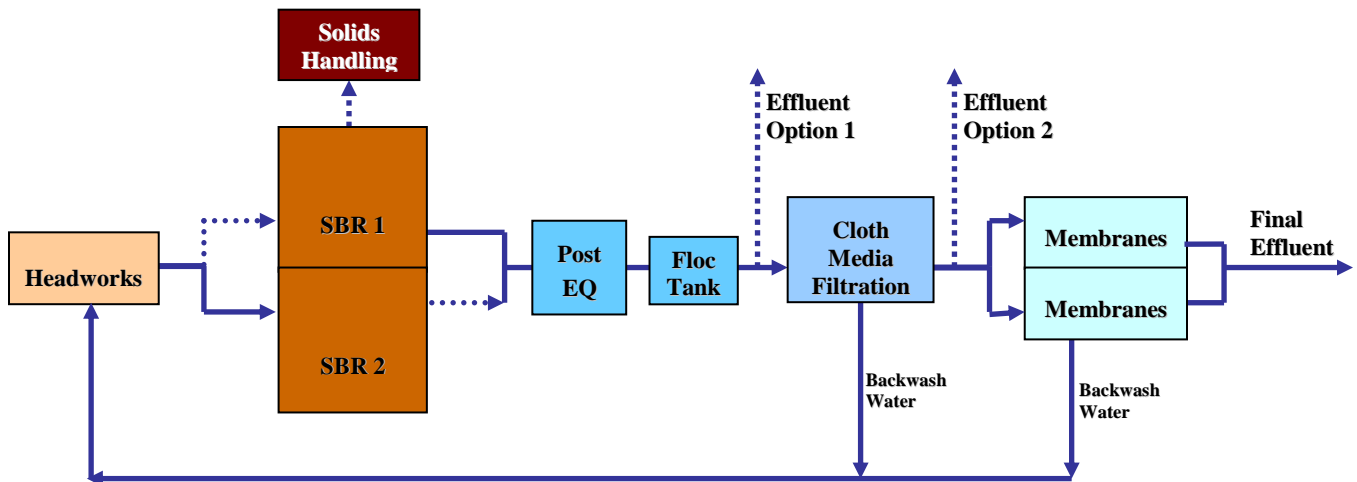 Solids
Handling
Effluent
Option 1
Effluent
Option 2
SBR 1
Headworks
SBR 2
Post
EQ
Floc
Tank
Cloth
Media
Filtration
Membranes
Membranes
Final
Effluent
Backwash
Water
Backwash
Water